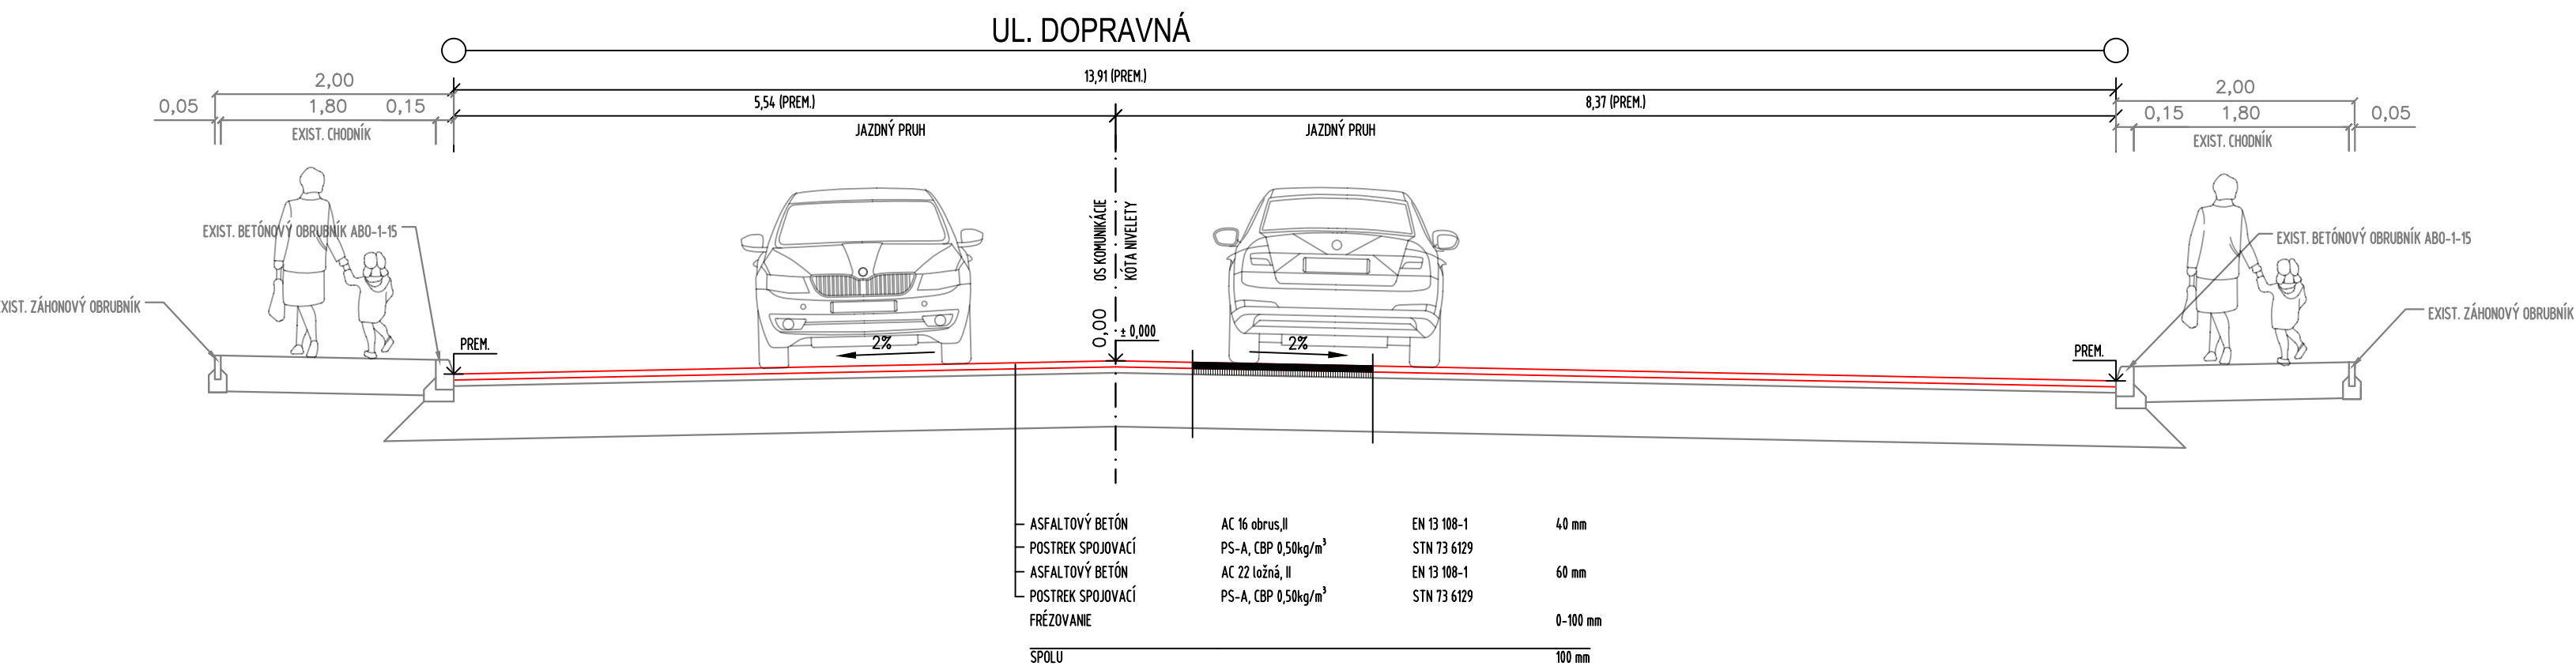 UL. DOPRAVNÁ
13,91 (PREM.)
2,00
2,00
5,54 (PREM.)
8,37 (PREM.)
0,05
1,80
0,15
0,15
1,80
0,05
EXIST. CHODNÍK
JAZDNÝ PRUH
JAZDNÝ PRUH
EXIST. CHODNÍK
EXIST. BETÓNOVÝ OBRUBNÍK ABO-1-15
OS KOMUNIKÁCIE
KÓTA NIVELETY
EXIST. BETÓNOVÝ OBRUBNÍK ABO-1-15
XIST. ZÁHONOVÝ OBRUBNÍK
EXIST. ZÁHONOVÝ OBRUBNÍK
0,00
± 0,000
PREM.
2%
2%
PREM.
ASFALTOVÝ BETÓN AC 16 obrus,II EN 13 108-1 40 mm
POSTREK SPOJOVACÍ PS-A, CBP 0,50kg/m³ STN 73 6129
ASFALTOVÝ BETÓN AC 22 ložná, II EN 13 108-1 60 mm
POSTREK SPOJOVACÍ PS-A, CBP 0,50kg/m³ STN 73 6129
FRÉZOVANIE 0-100 mm
SPOLU 100 mm